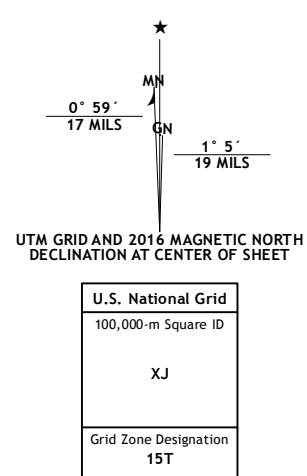 ★
MN
0° 59´
17 MILS
GN
1° 5´
19 MILS
UTM GRID AND 2016 MAGNETIC NORTH
DECLINATION AT CENTER OF SHEET
U.S. National Grid
100,000-m Square ID
XJ
Grid Zone Designation
15T